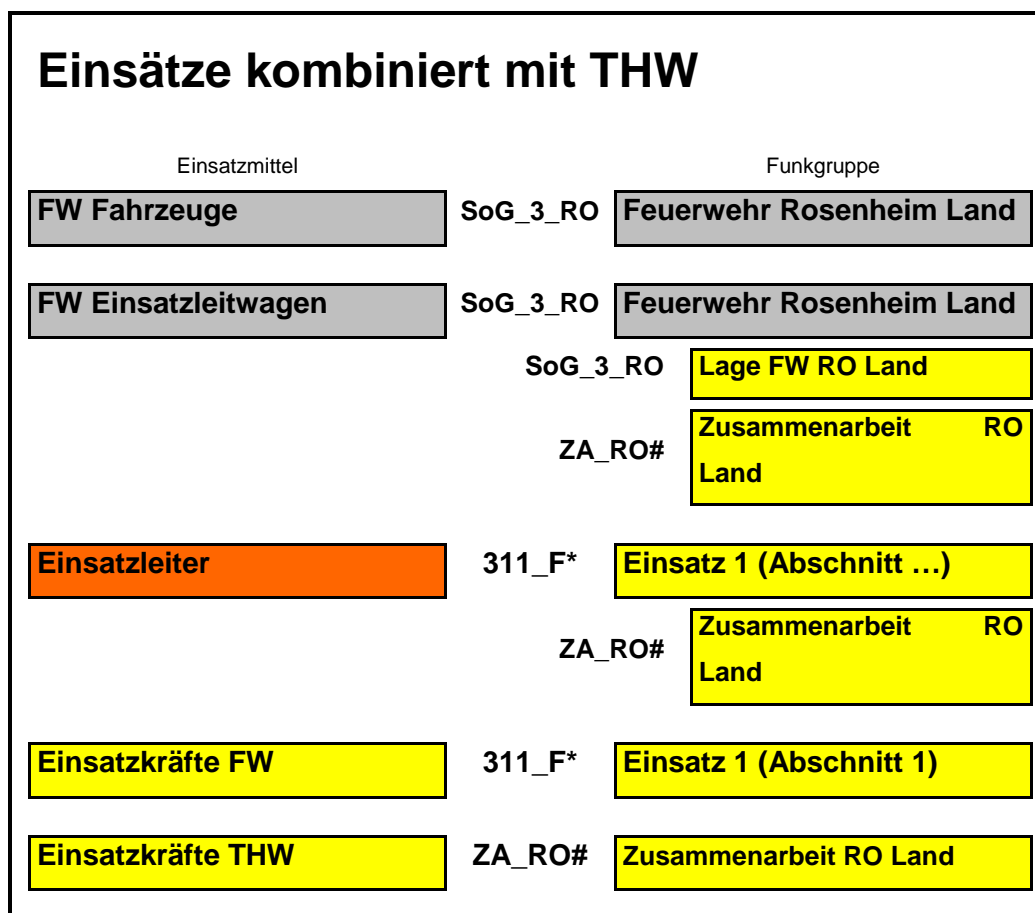 Einsätze kombiniert mit THW
Einsatzmittel Funkgruppe
FW Fahrzeuge SoG_3_RO Feuerwehr Rosenheim Land
FW Einsatzleitwagen SoG_3_RO Feuerwehr Rosenheim Land
SoG_3_RO Lage FW RO Land
ZA_RO# Zusammenarbeit RO
Land
Einsatzleiter 311_F* Einsatz 1 (Abschnitt …)
ZA_RO# Zusammenarbeit RO
Land
Einsatzkräfte FW 311_F* Einsatz 1 (Abschnitt 1)
Einsatzkräfte THW ZA_RO# Zusammenarbeit RO Land